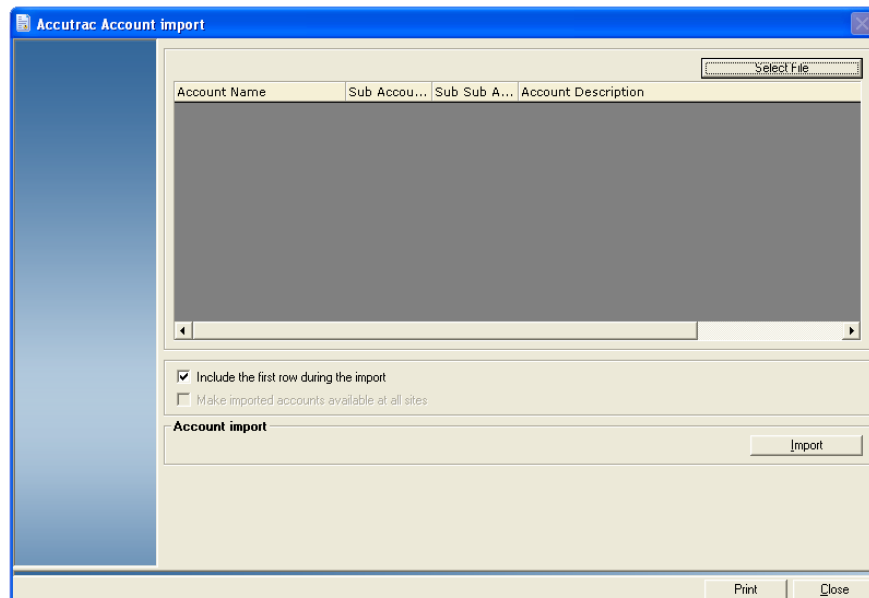 Accutrac Account import
Select File
Account Name Sub Accou... Sub Sub A... Account Description
Include the first row during the import
Make imported accounts available at all sites
Account import
Import
Print Close